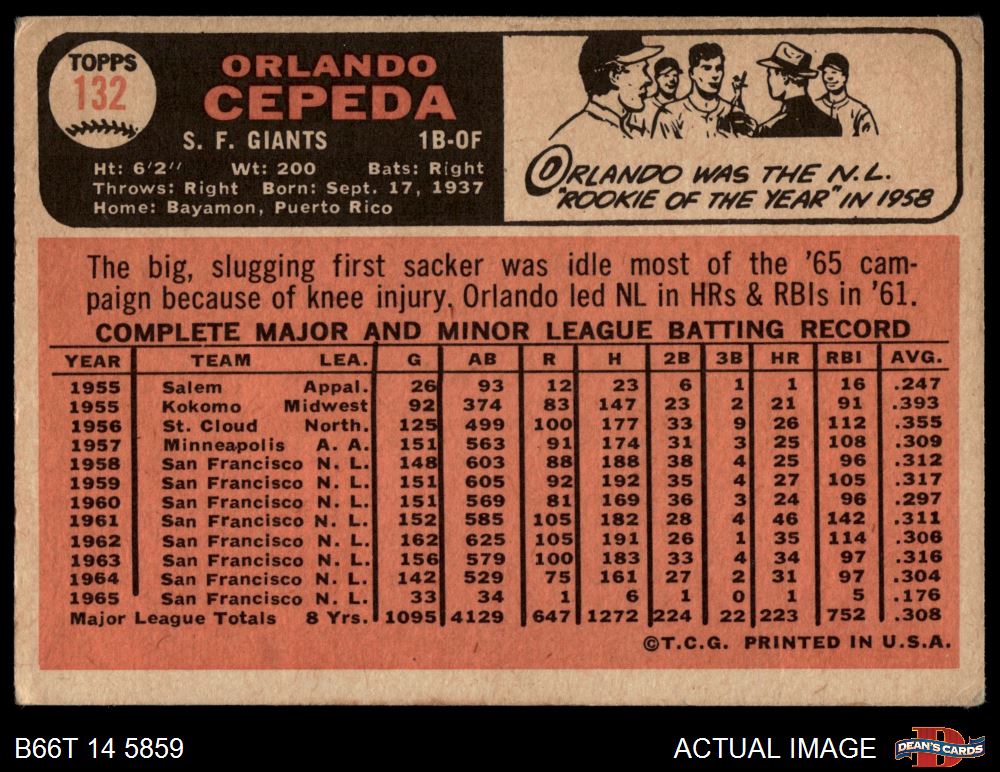 TOPPS
132
ORLANDO
CEPEDA
S. F. GIANTS 1B-OF
Ht: 6'2" Wt: 200 Bats: Right
Throws: Right Born: Sept. 17, 1937
Home: Bayamon, Puerto Rico
ORLANDO WAS THE N.L.
"ROOKIE OF THE YEAR" IN 1958
The big, slugging first sacker was idle most of the '65 cam-
paign because of knee injury. Orlando led NL in HRs & RBIs in '61.
COMPLETE MAJOR AND MINOR LEAGUE BATTING RECORD
YEAR TEAM LEA. G AB R H 2B 3B HR RBI AVG.
1955 Salem Appal. 26 93 12 23 6 1 1 16 .247
1955 Kokomo Midwest 92 374 83 147 23 2 21 91 .393
1956 St. Cloud North. 125 499 100 177 33 9 26 112 .355
1957 Minneapolis A. A. 151 563 91 174 31 3 25 108 .309
1958 San Francisco N. L. 148 603 88 188 38 4 25 96 .312
1959 San Francisco N. L. 151 605 92 192 35 4 27 105 .317
1960 San Francisco N. L. 151 569 81 169 36 3 24 96 .297
1961 San Francisco N. L. 152 585 105 182 28 4 46 142 .311
1962 San Francisco N. L. 162 625 105 191 26 1 35 114 .306
1963 San Francisco N. L. 156 579 100 183 33 4 34 97 .316
1964 San Francisco N. L. 142 529 75 161 27 2 31 97 .304
1965 San Francisco N. L. 33 34 1 6 1 0 1 5 .176
Major League Totals 8 Yrs. 1095 4129 647 1272 224 22 223 752 .308
©T.C.G. PRINTED IN U.S.A.
B66T 14 5859
ACTUAL IMAGE
D
DEAN'S CARDS